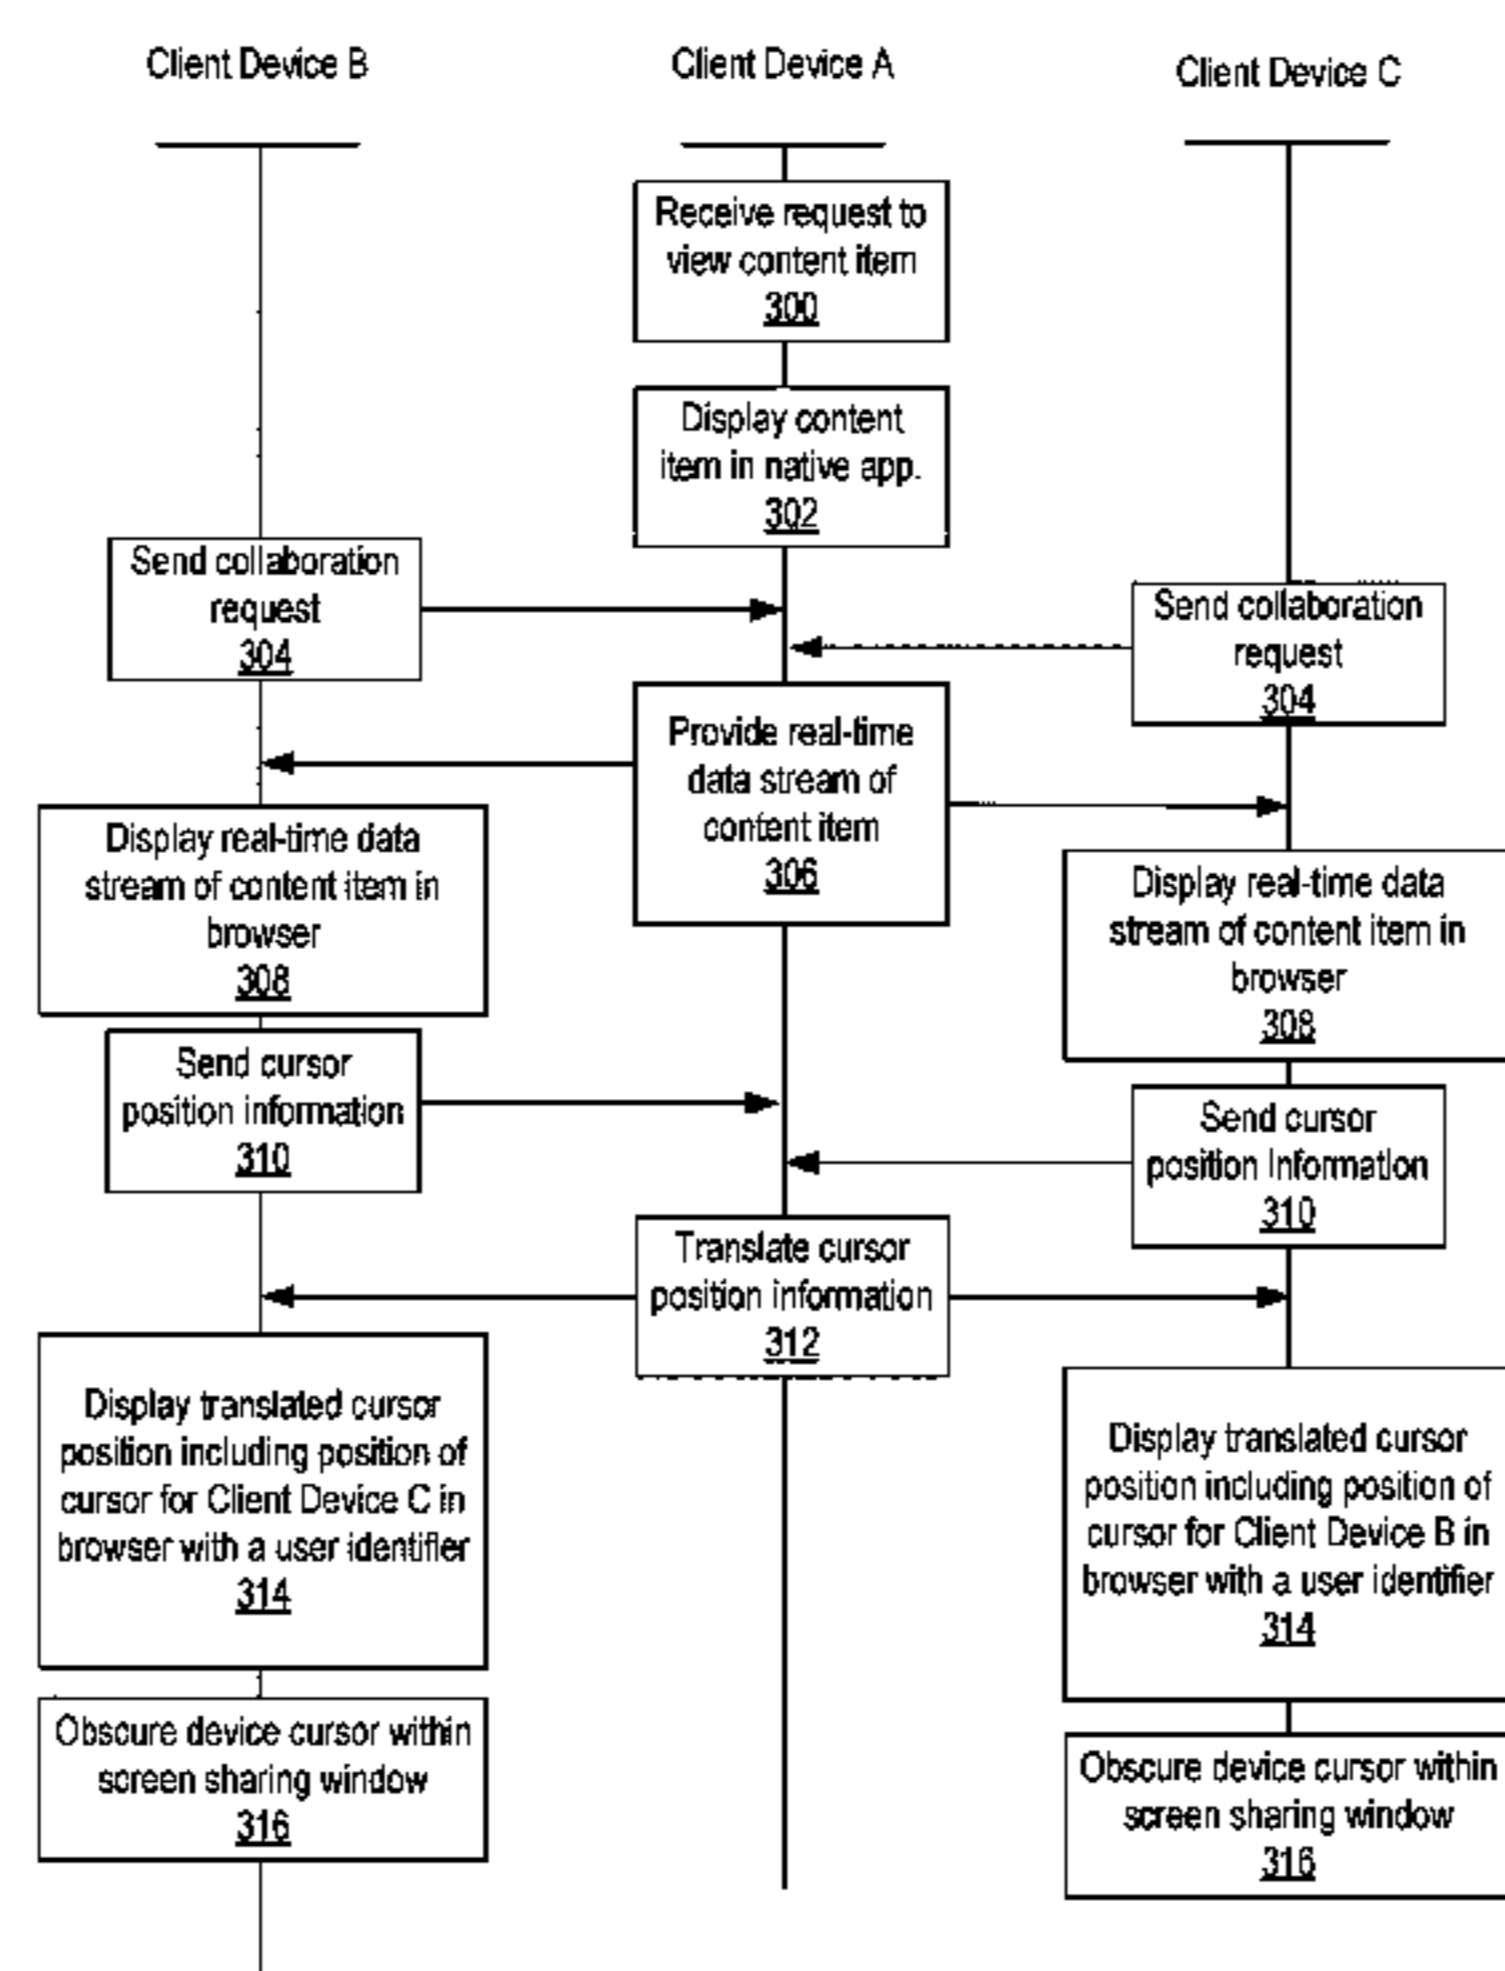 Client Device B
Client Device A
Client Device C
Receive request to
view content item
300
Display content
item in native app.
302
Send collaboration
request
304
Send collaboration
request
304
Provide real-time
data stream of
content item
306
Display real-time data
stream of content item in
browser
308
Display real-time data
stream of content item in
browser
308
Send cursor
position information
310
Send cursor
position Information
310
Translate cursor
position information
312
Display translated cursor
position including position of
cursor for Client Device C in
browser with a user identifier
314
Display translated cursor
position including position of
cursor for Client Device B in
browser with a user identifier
314
Obscure device cursor within
screen sharing window
316
Obscure device cursor within
screen sharing window
316